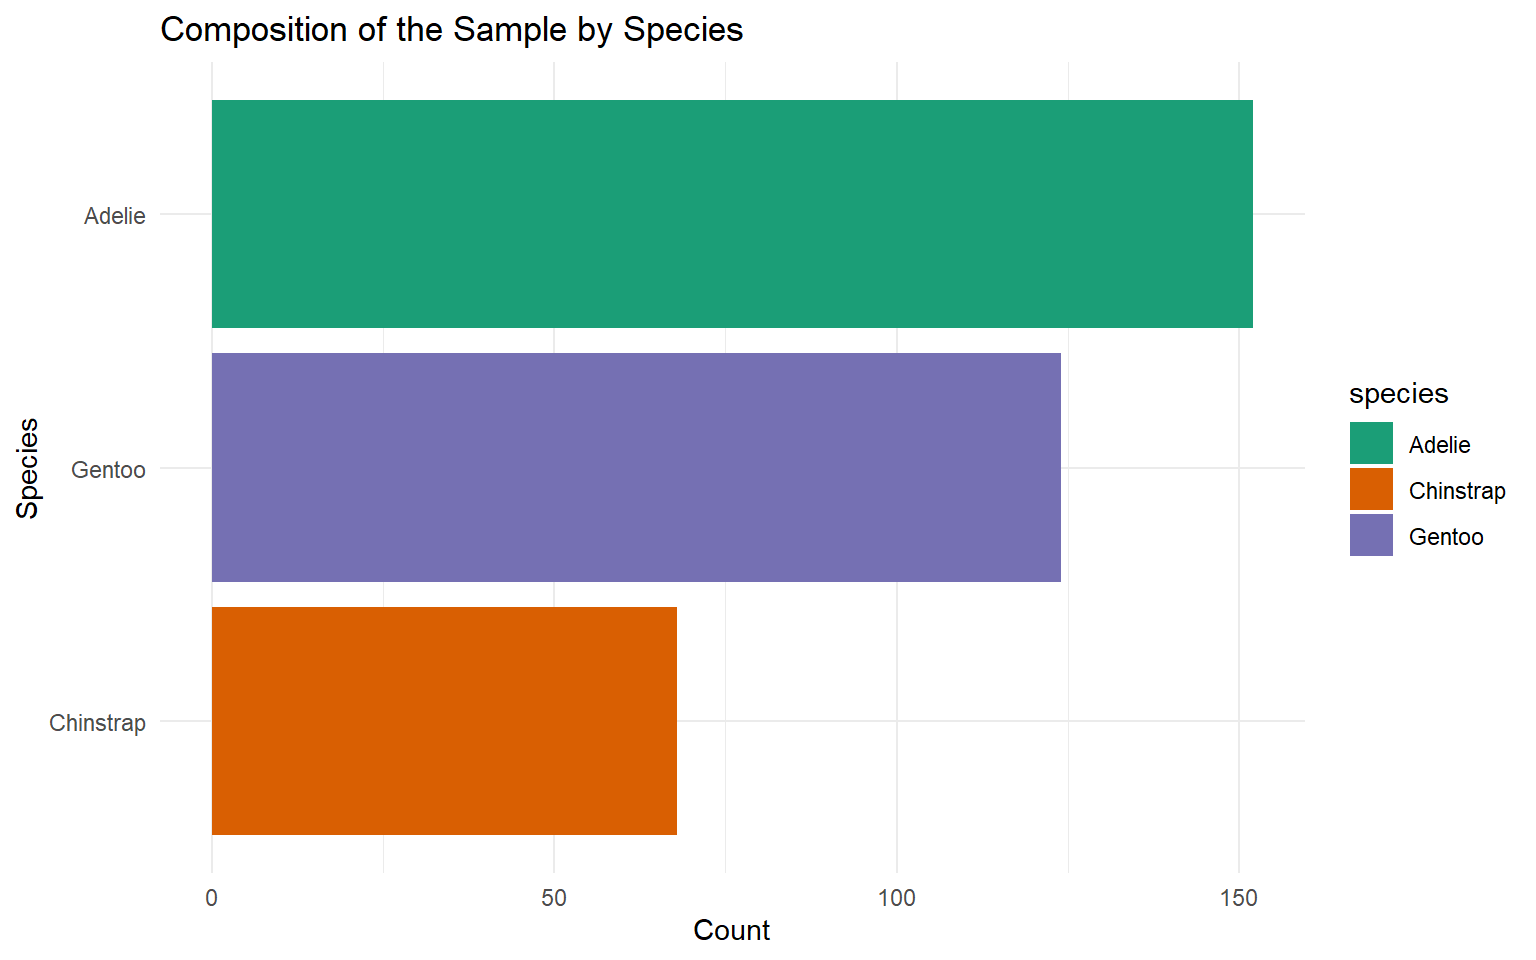 Composition of the Sample by Species
Species
Adelie
Gentoo
Chinstrap
0 50 100 150
Count
species
Adelie
Chinstrap
Gentoo